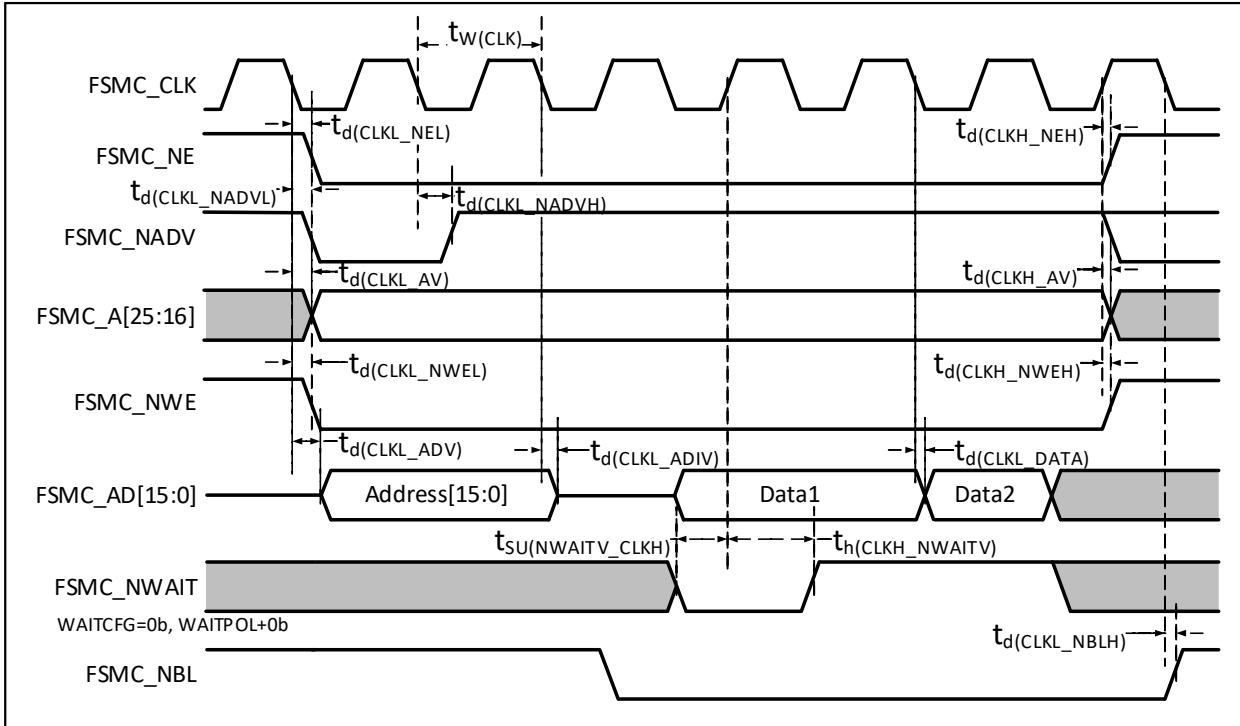 tW(CLK)
FSMC_CLK
td(CLKL_NEL)
td(CLKH_NEH)
FSMC_NE
td(CLKL_NADVL)
td(CLKL_NADVH)
FSMC_NADV
td(CLKL_AV)
td(CLKH_AV)
FSMC_A[25:16]
td(CLKL_NWEL)
td(CLKH_NWEH)
FSMC_NWE
td(CLKL_ADV)
td(CLKL_ADIV)
td(CLKL_DATA)
FSMC_AD[15:0]
Address[15:0]
Data1
Data2
tSU(NWAITV_CLKH)
th(CLKH_NWAITV)
FSMC_NWAIT
WAITCFG=0b, WAITPOL+0b
td(CLKL_NBLH)
FSMC_NBL